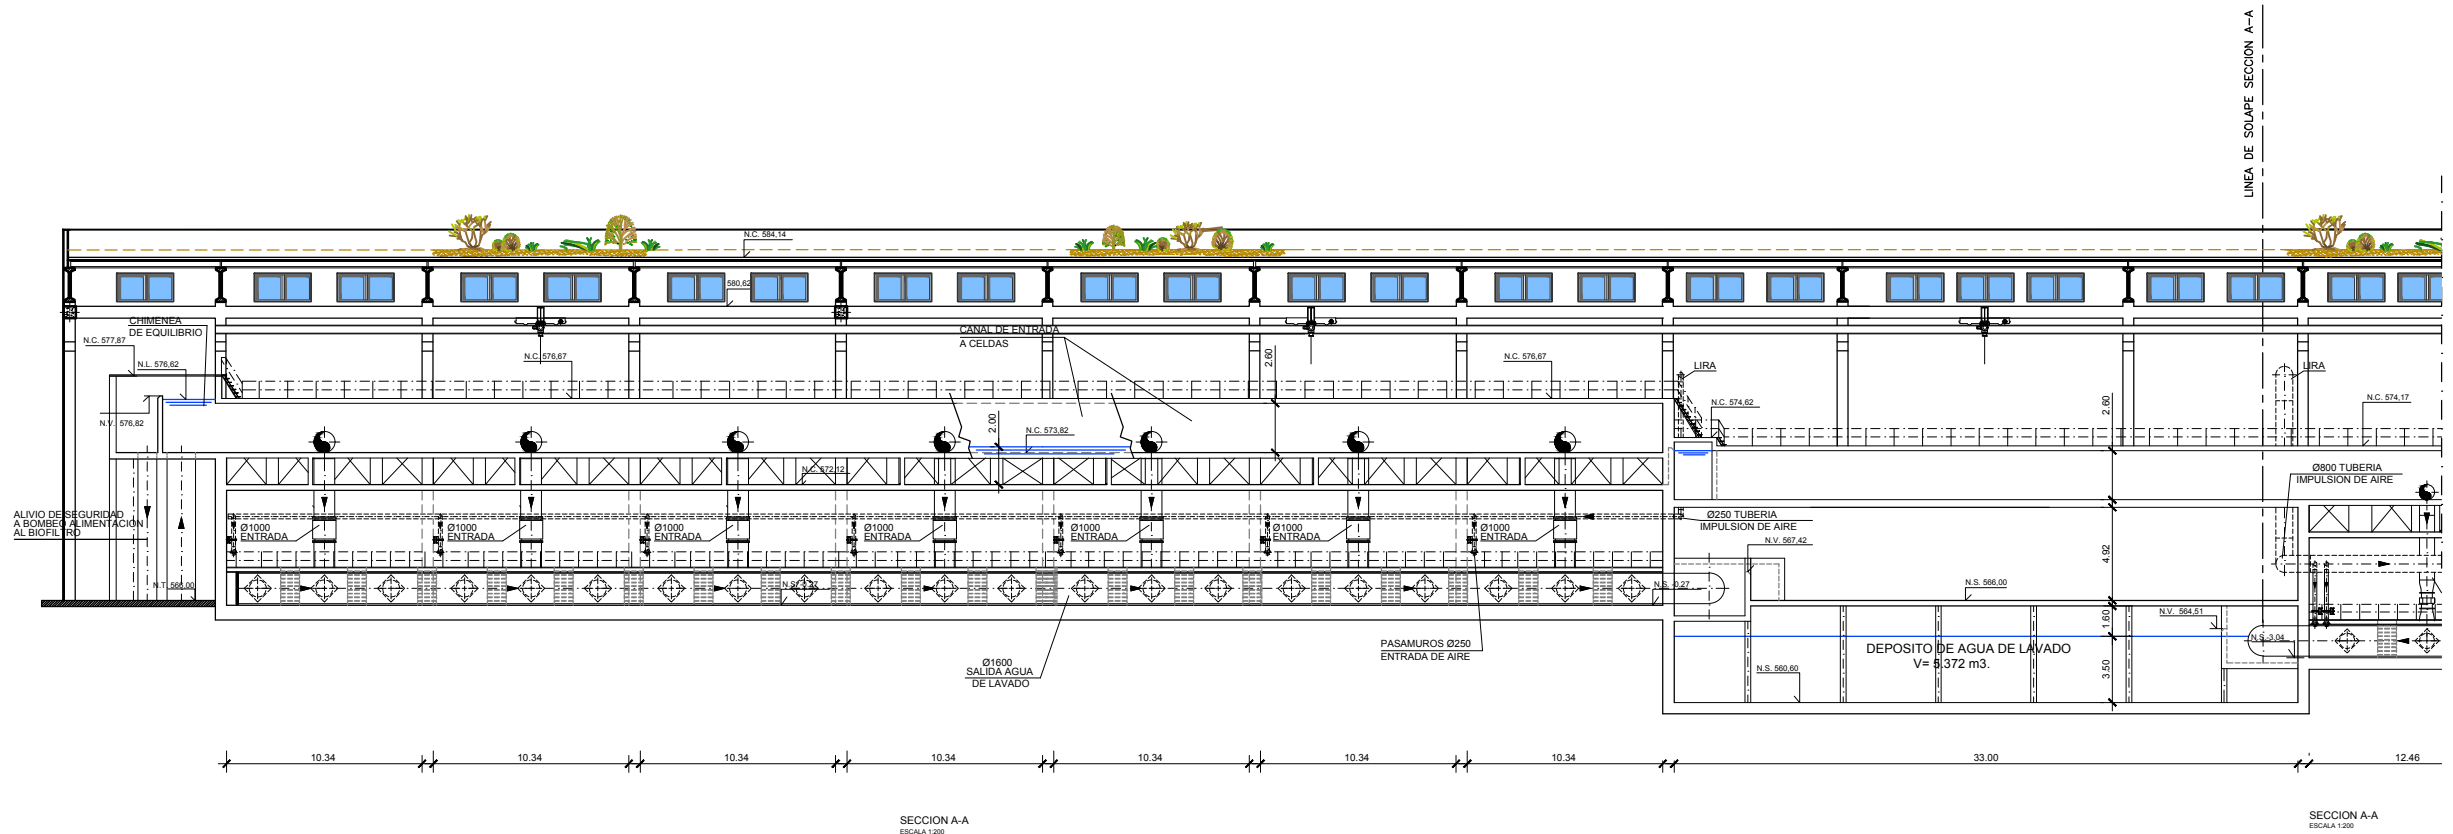 LINEA DE SOLAPE SECCION A-A
N.C. 584,14
580,62
CHIMENEA
DE EQUILIBRIO
N.C. 577,87
N.L. 576,62
N.V. 576,82
N.C. 576,67
CANAL DE ENTRADA
A CELDAS
2.60
N.C. 576,67
LIRA
N.C. 574,62
2.60
LIRA
N.C. 574,17
2.00
N.C. 573,82
N.C. 572,12
Ø800 TUBERIA
IMPULSION DE AIRE
ALIVIO DE SEGURIDAD
A BOMBEO ALIMENTACION
AL BIOFILTRO
Ø1000
ENTRADA
Ø1000
ENTRADA
Ø1000
ENTRADA
Ø1000
ENTRADA
Ø1000
ENTRADA
Ø1000
ENTRADA
Ø1000
ENTRADA
Ø250 TUBERIA
IMPULSION DE AIRE
N.V. 567,42
4.92
N.T. 566,00
N.S. -0,27
N.S. -0,27
N.S. 566,00
1.60
N.V. 564,51
N.S. -3,04
PASAMUROS Ø250
ENTRADA DE AIRE
DEPOSITO DE AGUA DE LAVADO
V= 5.372 m3.
3.50
N.S. 560,60
Ø1600
SALIDA AGUA
DE LAVADO
10.34
10.34
10.34
10.34
10.34
10.34
10.34
33.00
12.46
SECCION A-A
ESCALA 1:200
SECCION A-A
ESCALA 1:200